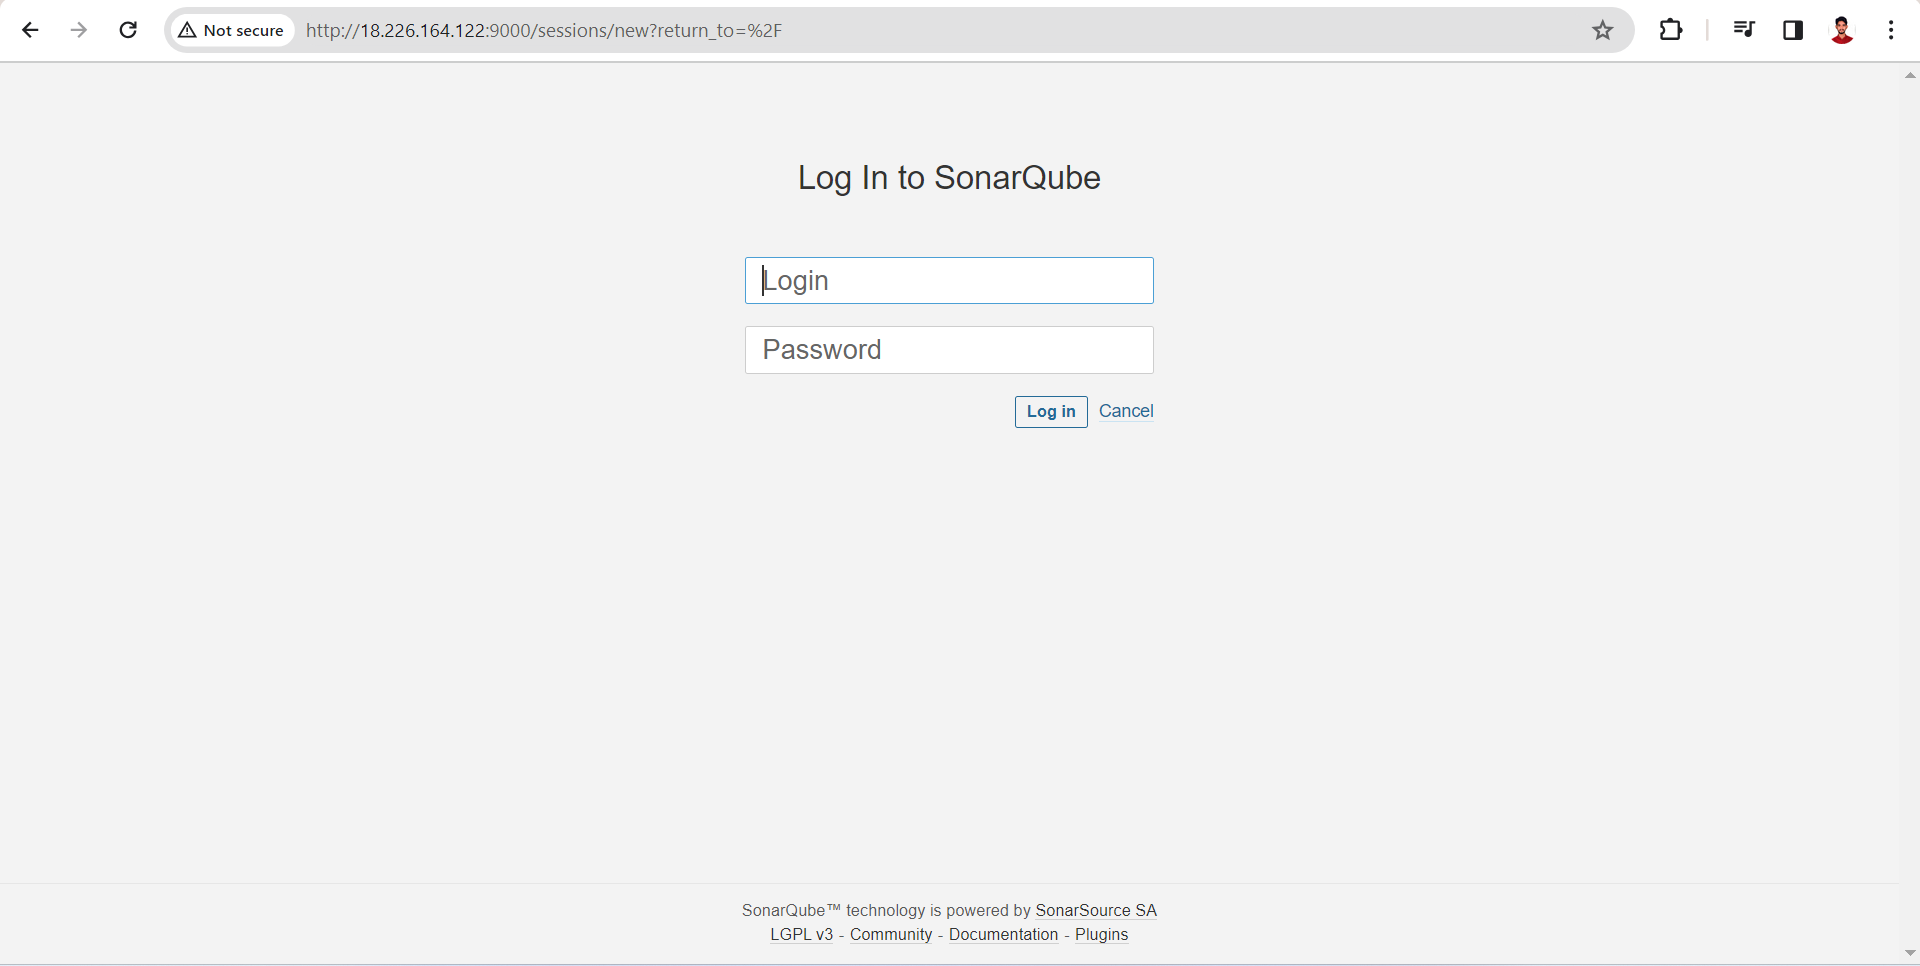 Not secure http://18.226.164.122:9000/sessions/new?return_to=%2F
Log In to SonarQube
Login
Password
Log in Cancel
SonarQube™ technology is powered by SonarSource SA
LGPL v3 - Community - Documentation - Plugins